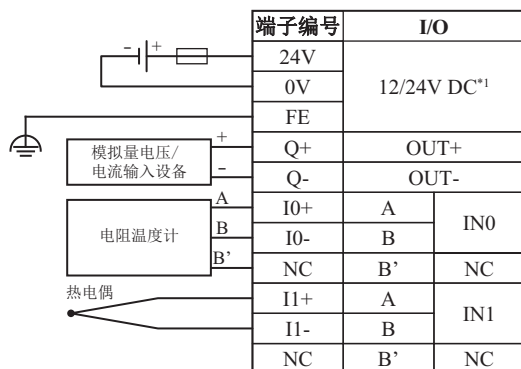 端子编号 I/O
- + 24V
0V 12/24V DC*1
FE
模拟量电压/
电流输入设备
+ Q+ OUT+
- Q- OUT-
电阻温度计
A I0+ A IN0
B I0- B
B’ NC B’ NC
热电偶
I1+ A IN1
I1- B
NC B’ NC